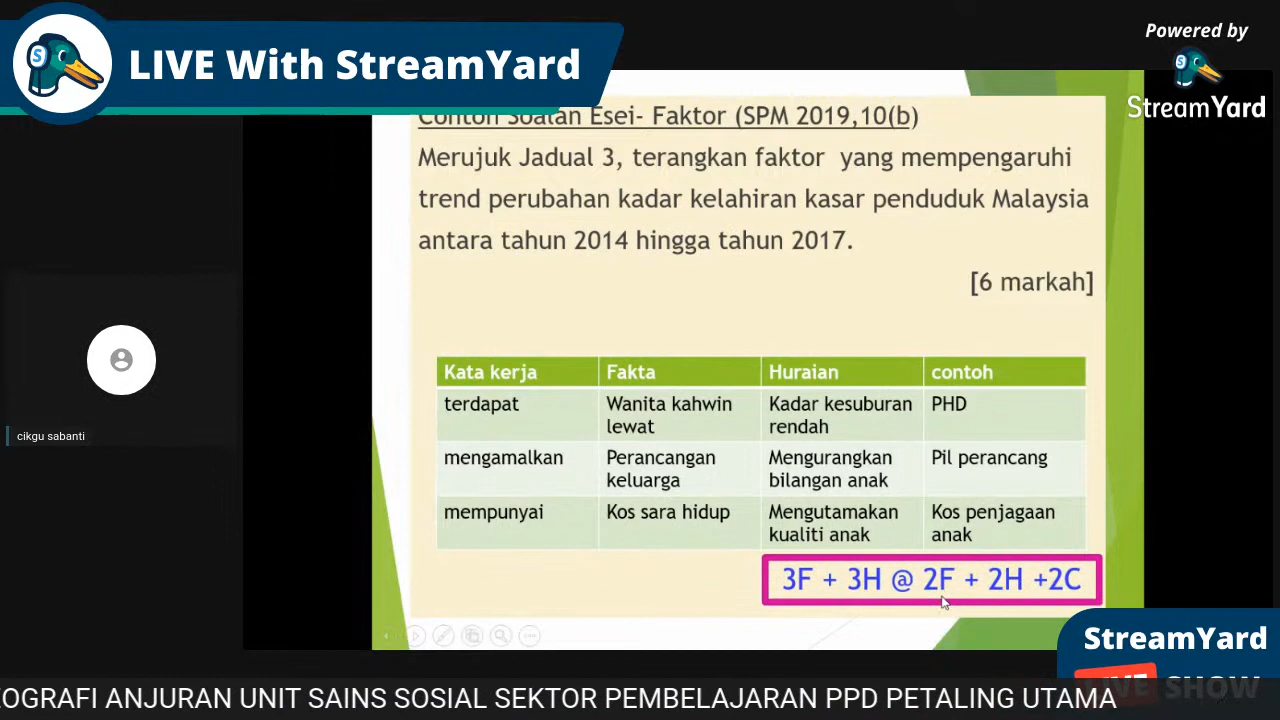 LIVE With StreamYard
Powered by
StreamYard
Contoh Soalan Esei- Faktor (SPM 2019,10(b)
Merujuk Jadual 3, terangkan faktor yang mempengaruhi
trend perubahan kadar kelahiran kasar penduduk Malaysia
antara tahun 2014 hingga tahun 2017.
[6 markah]
Kata kerja Fakta Huraian contoh
terdapat Wanita kahwin lewat Kadar kesuburan rendah PHD
mengamalkan Perancangan keluarga Mengurangkan bilangan anak Pil perancang
mempunyai Kos sara hidup Mengutamakan kualiti anak Kos penjagaan anak
3F + 3H @ 2F + 2H +2C
cikgu sabanti
StreamYard
LIVE SHOW
EOGRAFI ANJURAN UNIT SAINS SOSIAL SEKTOR PEMBELAJARAN PPD PETALING UTAMA